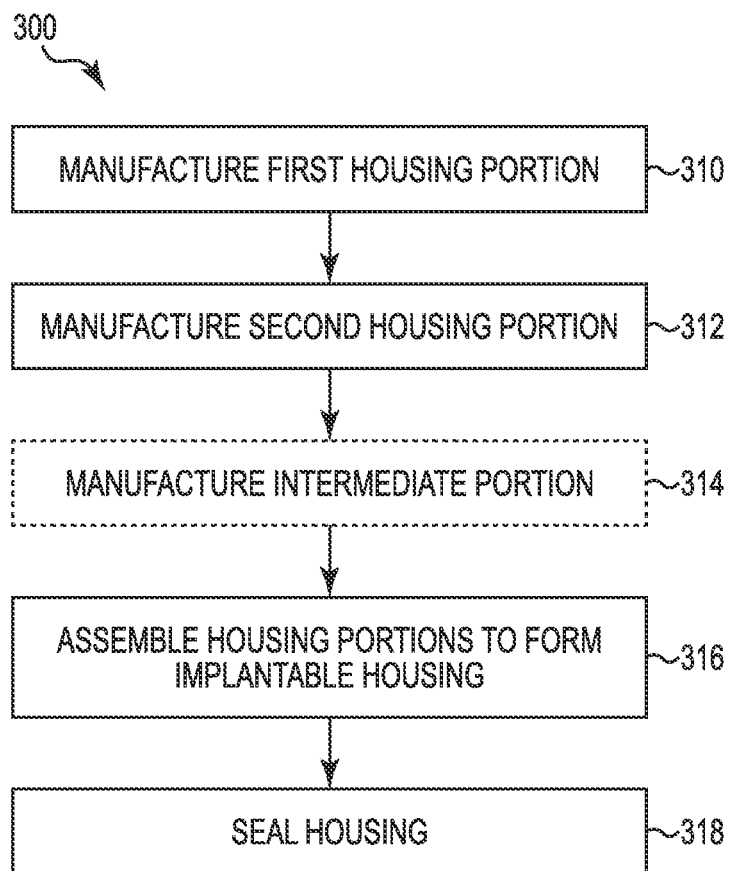 300
MANUFACTURE FIRST HOUSING PORTION 310
MANUFACTURE SECOND HOUSING PORTION 312
MANUFACTURE INTERMEDIATE PORTION 314
ASSEMBLE HOUSING PORTIONS TO FORM
IMPLANTABLE HOUSING 316
SEAL HOUSING 318